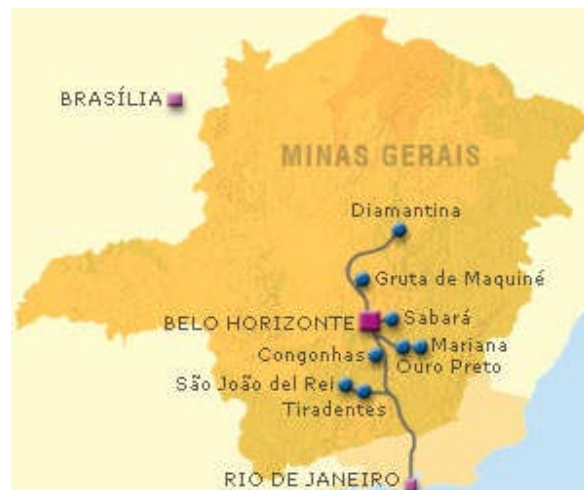 BRASÍLIA
MINAS GERAIS
Diamantina
Gruta de Maquiné
BELO HORIZONTE
Sabará
Mariana
Congonhas
Ouro Preto
São João del Rei
Tiradentes
RIO DE JANEIRO